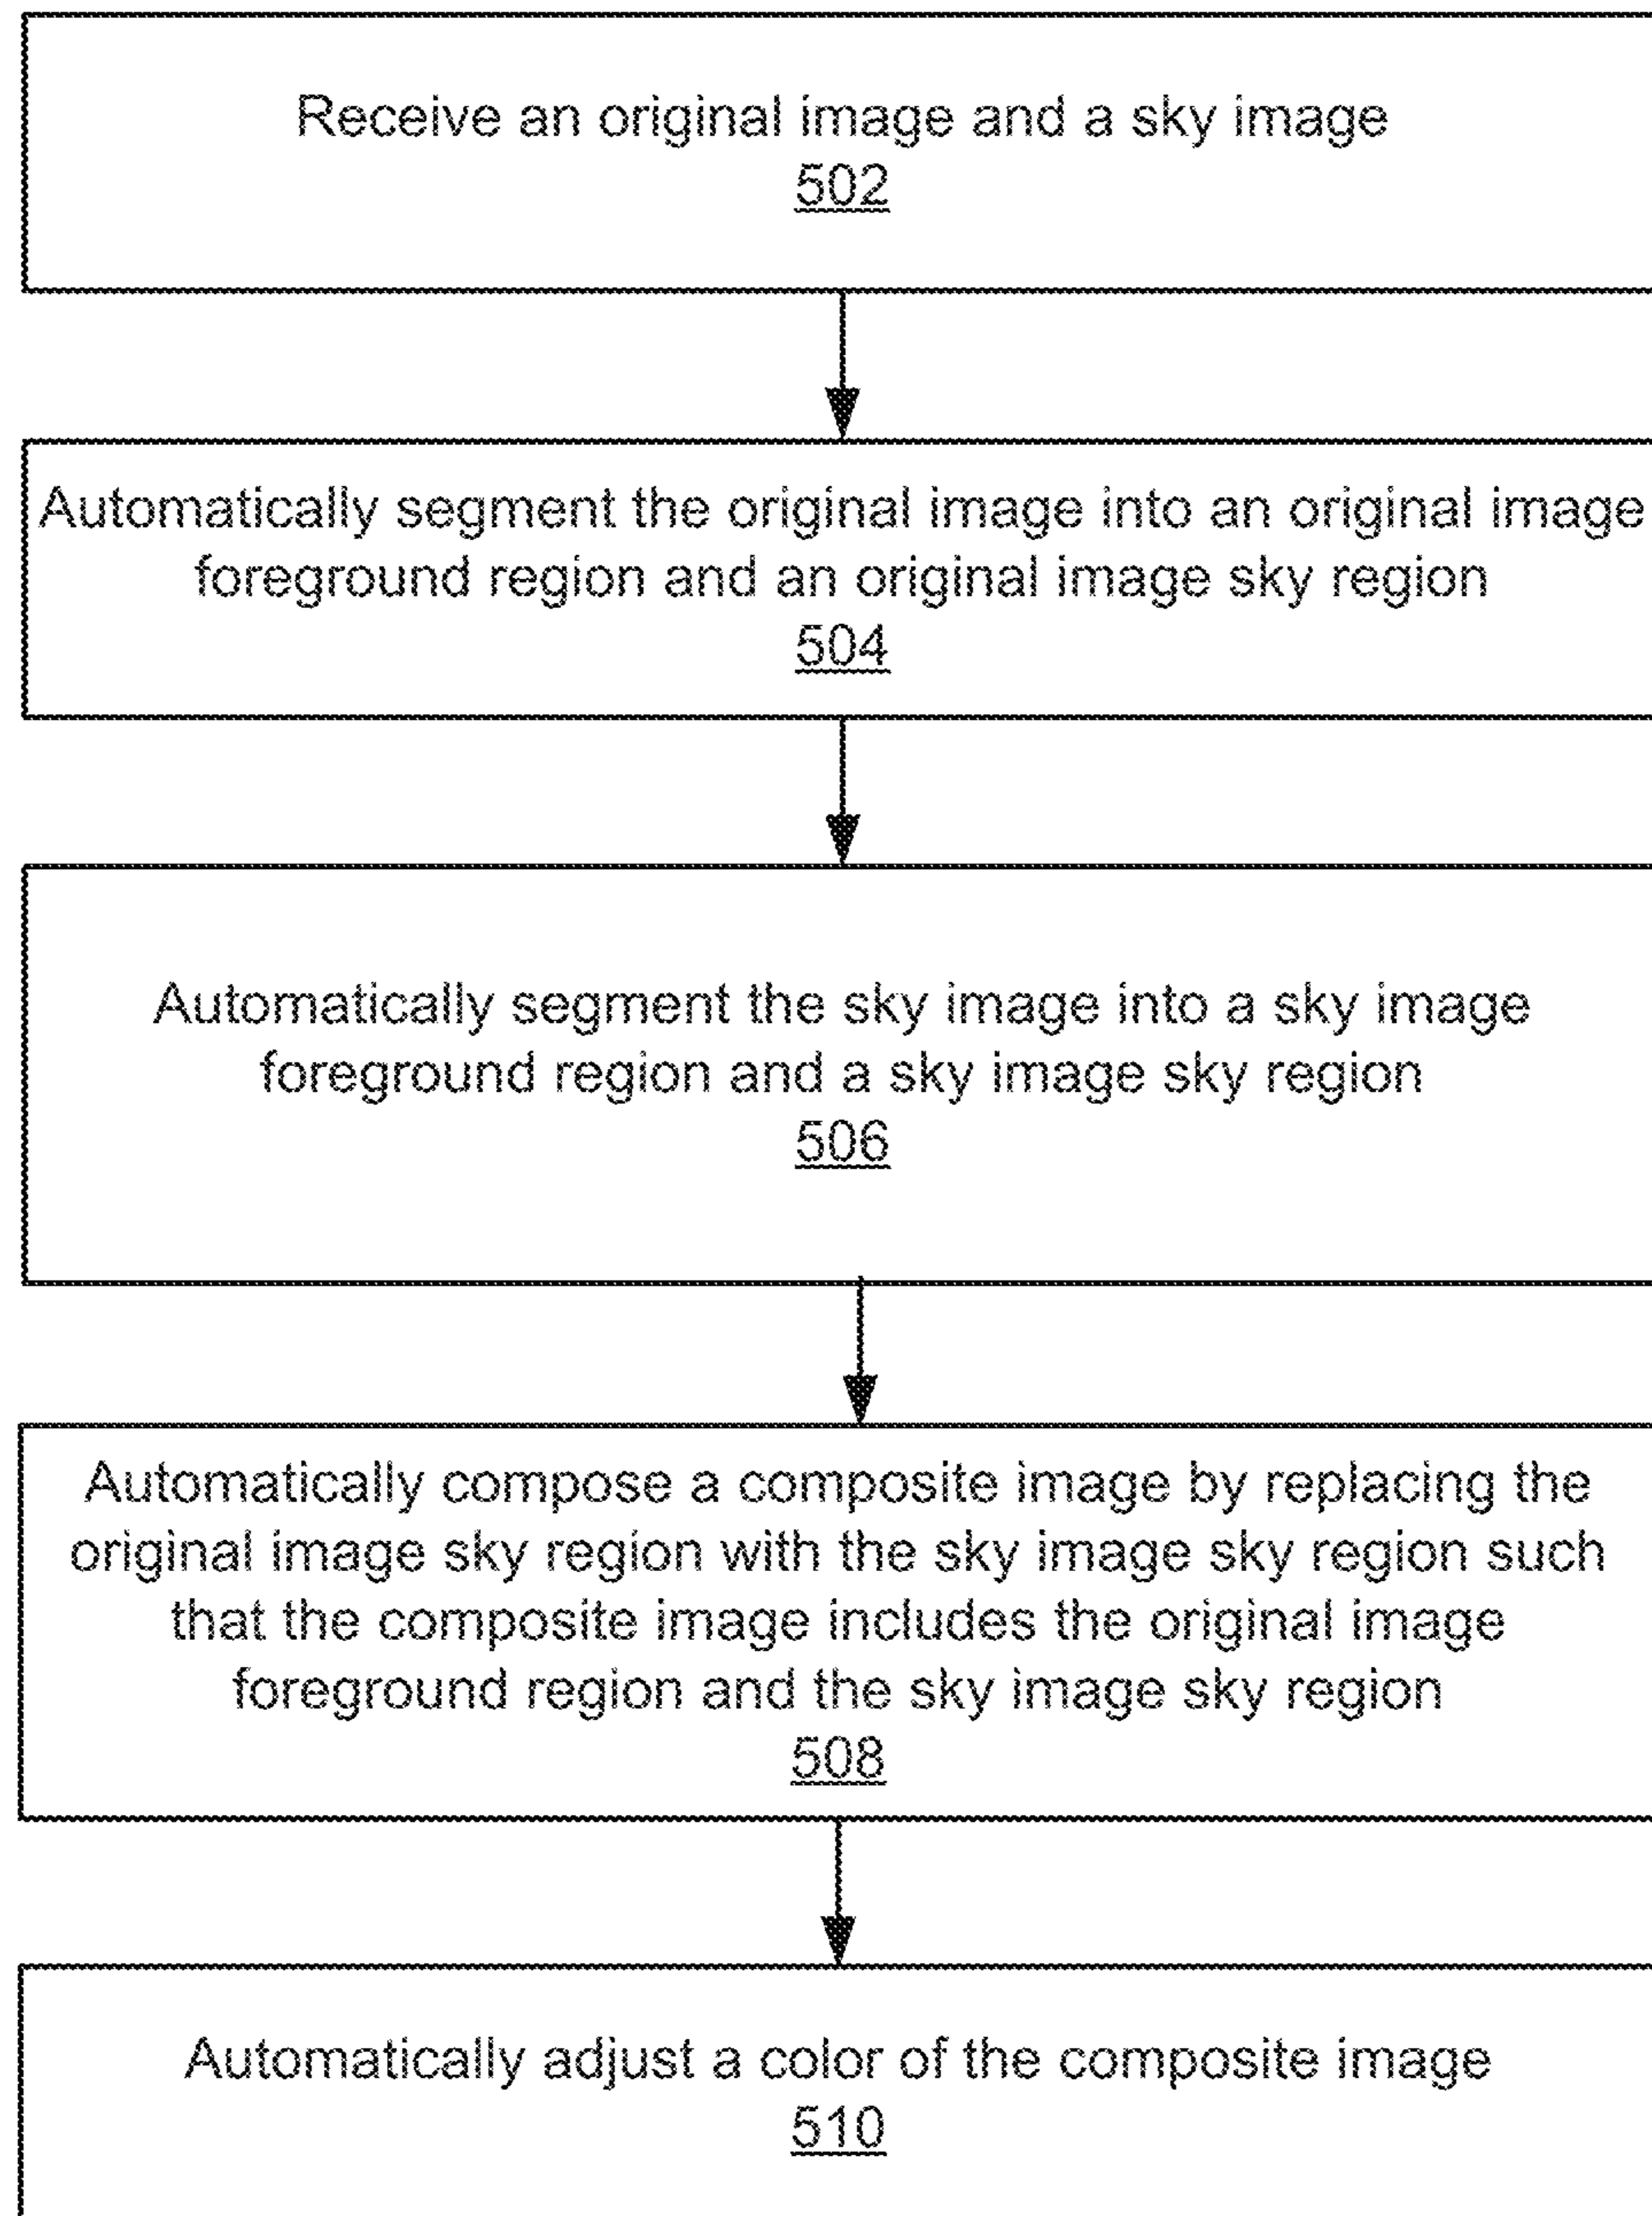 Receive an original image and a sky image
502
Automatically segment the original image into an original image
foreground region and an original image sky region
504
Automatically segment the sky image into a sky image
foreground region and a sky image sky region
506
Automatically compose a composite image by replacing the
original image sky region with the sky image sky region such
that the composite image includes the original image
foreground region and the sky image sky region
508
Automatically adjust a color of the composite image
510